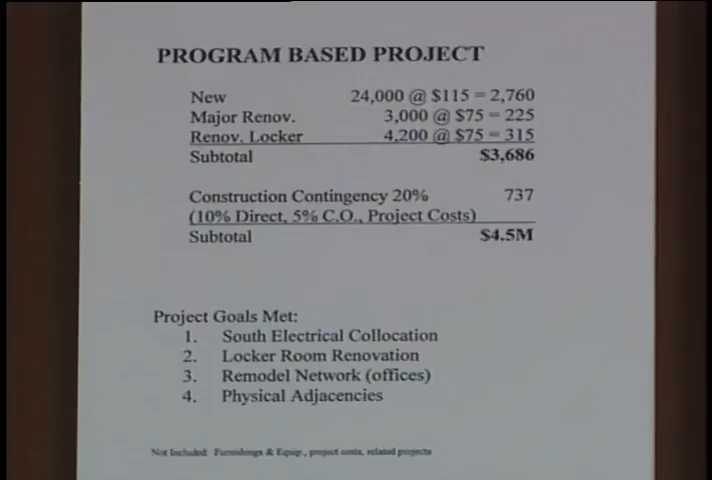 PROGRAM BASED PROJECT
New 24,000 @ $115 = 2,760
Major Renov. 3,000 @ $75 = 225
Renov. Locker 4,200 @ $75 = 315
Subtotal $3,686
Construction Contingency 20% 737
(10% Direct, 5% C.O., Project Costs)
Subtotal $4.5M
Project Goals Met:
1. South Electrical Collocation
2. Locker Room Renovation
3. Remodel Network (offices)
4. Physical Adjacencies
Not Included: Furnishings & Equip., project costs, related projects